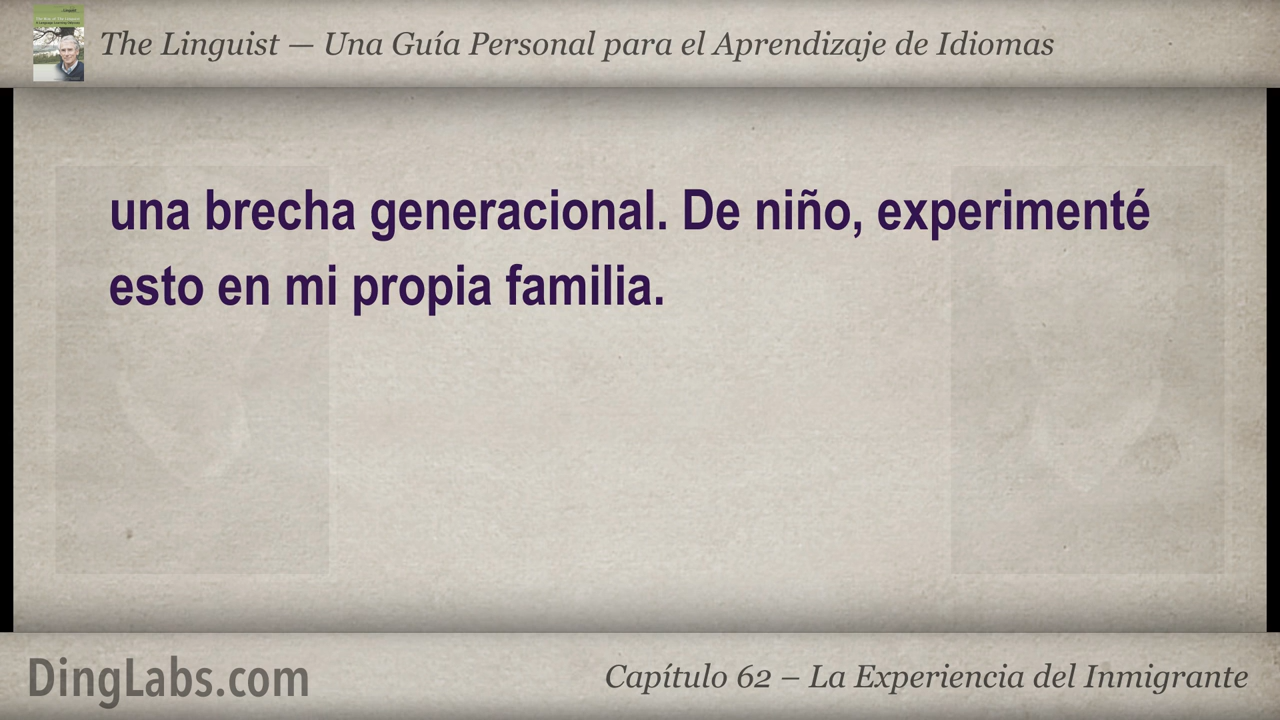 The Linguist — Una Guía Personal para el Aprendizaje de Idiomas
una brecha generacional. De niño, experimenté
esto en mi propia familia.
DingLabs.com
Capítulo 62 – La Experiencia del Inmigrante